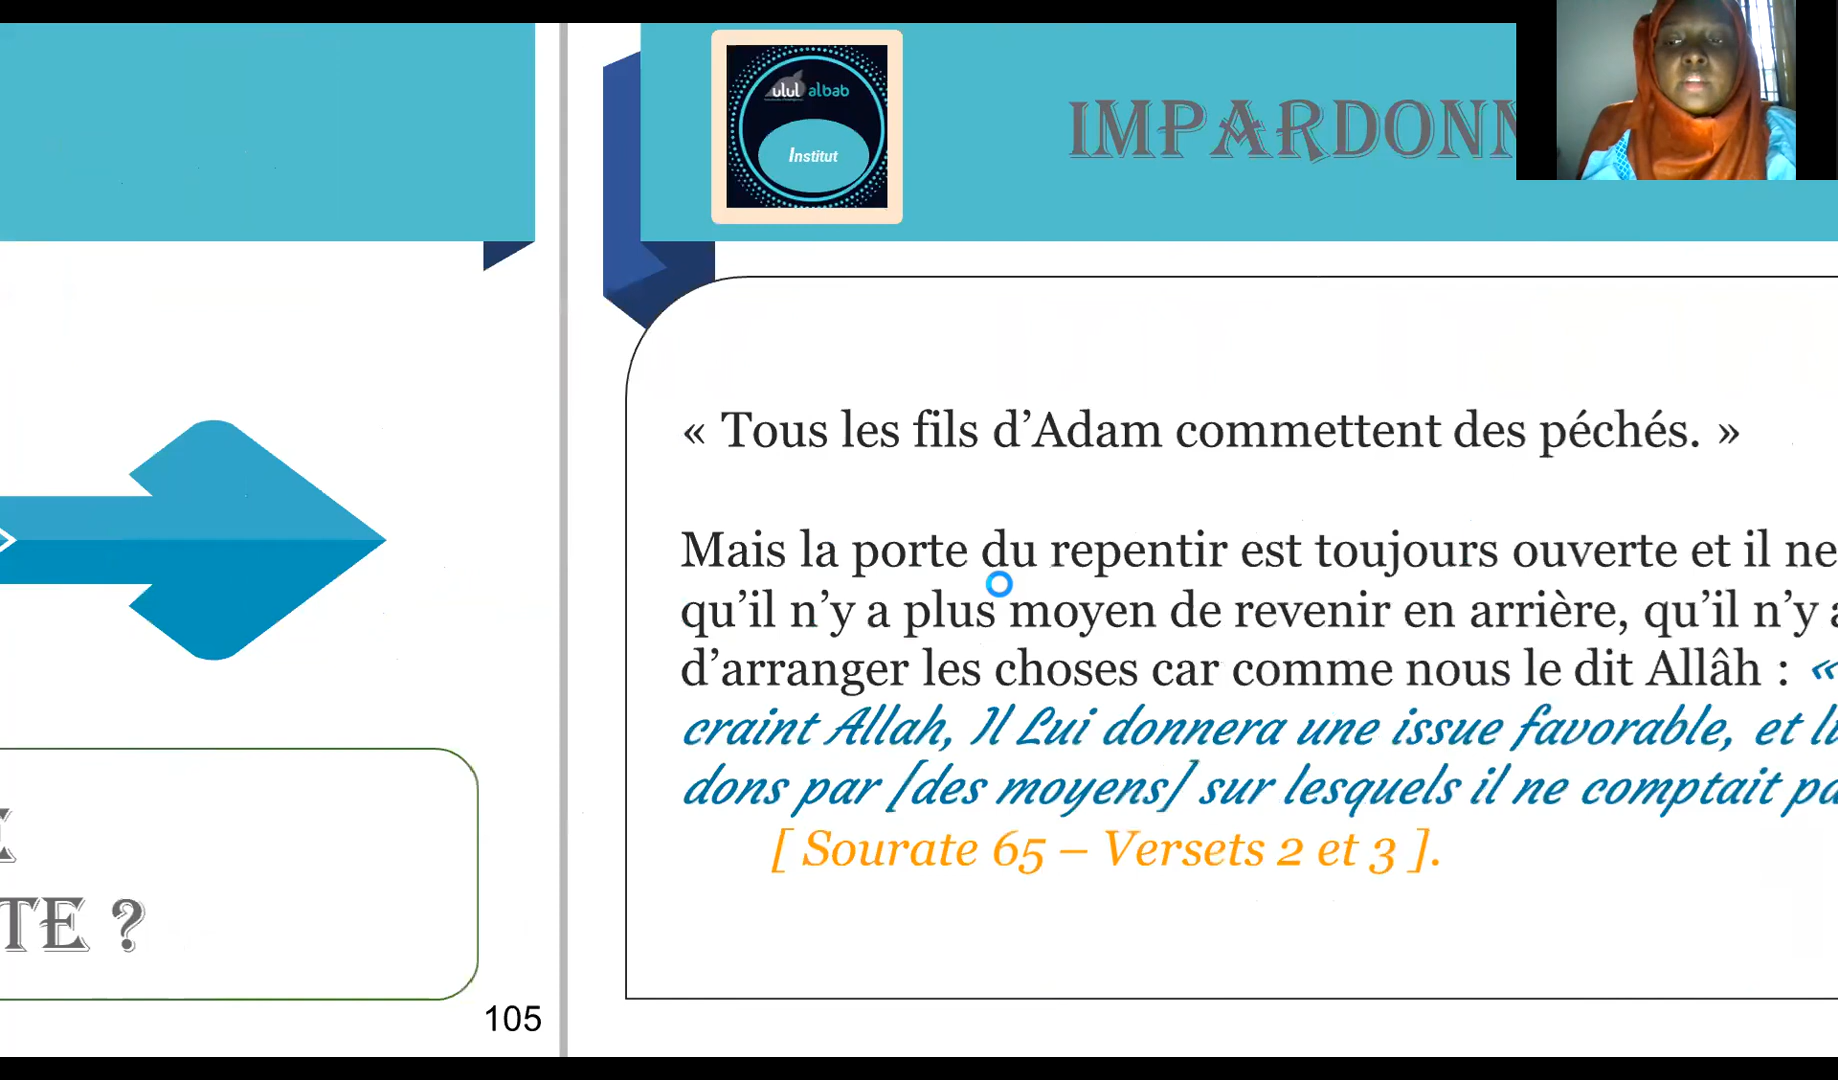 ulul albab
Institut
IMPARDONN
« Tous les fils d’Adam commettent des péchés. »
Mais la porte du repentir est toujours ouverte et il ne
qu’il n’y a plus moyen de revenir en arrière, qu’il n’y a
d’arranger les choses car comme nous le dit Allâh : «
craint Allah, Il Lui donnera une issue favorable, et
dons par [des moyens] sur lesquels il ne comptait
[ Sourate 65 – Versets 2 et 3 ].
TE ?
105